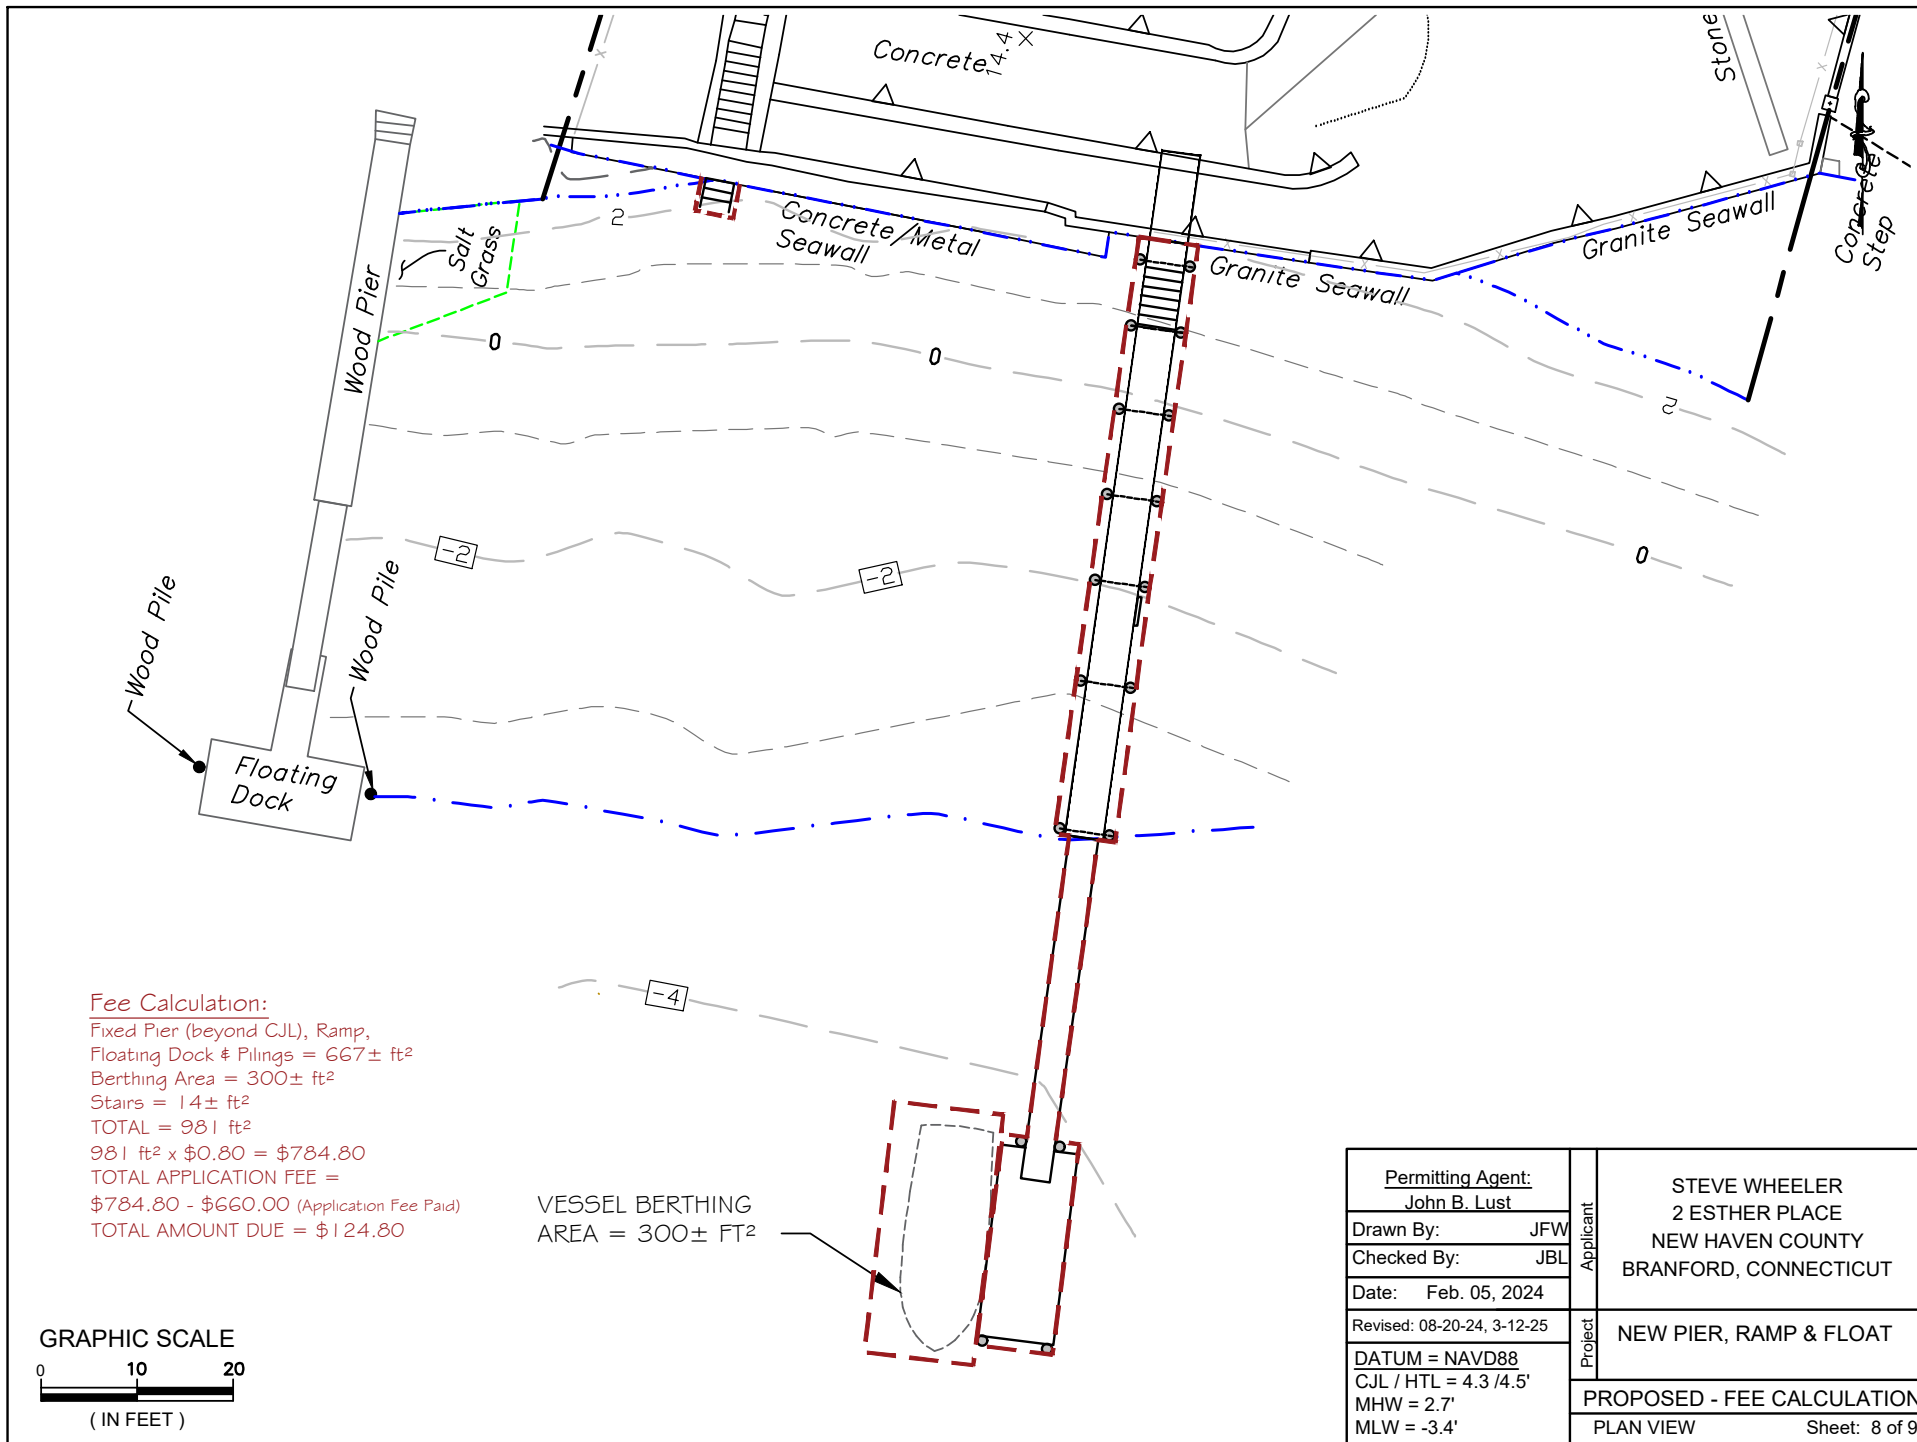 Concrete
14.4
Stone
Concrete
Step
2
Salt
Grass
Concrete/Metal
Seawall
Granite Seawall
Granite Seawall
Wood Pier
0
0
2
0
-2
-2
Wood Pile
Wood Pile
Floating
Dock
-4
Fee Calculation:
Fixed Pier (beyond CJL), Ramp,
Floating Dock & Pilings = 667± ft²
Berthing Area = 300± ft²
Stairs = 14± ft²
TOTAL = 981 ft²
981 ft² x $0.80 = $784.80
TOTAL APPLICATION FEE =
$784.80 - $660.00 (Application Fee Paid)
TOTAL AMOUNT DUE = $124.80
VESSEL BERTHING
AREA = 300± FT²
GRAPHIC SCALE
0 10 20
( IN FEET )
Permitting Agent:
John B. Lust
Drawn By: JFW
Checked By: JBL
Date: Feb. 05, 2024
Revised: 08-20-24, 3-12-25
DATUM = NAVD88
CJL / HTL = 4.3 /4.5'
MHW = 2.7'
MLW = -3.4'
Applicant
STEVE WHEELER
2 ESTHER PLACE
NEW HAVEN COUNTY
BRANFORD, CONNECTICUT
Project
NEW PIER, RAMP & FLOAT
PROPOSED - FEE CALCULATION
PLAN VIEW Sheet: 8 of 9